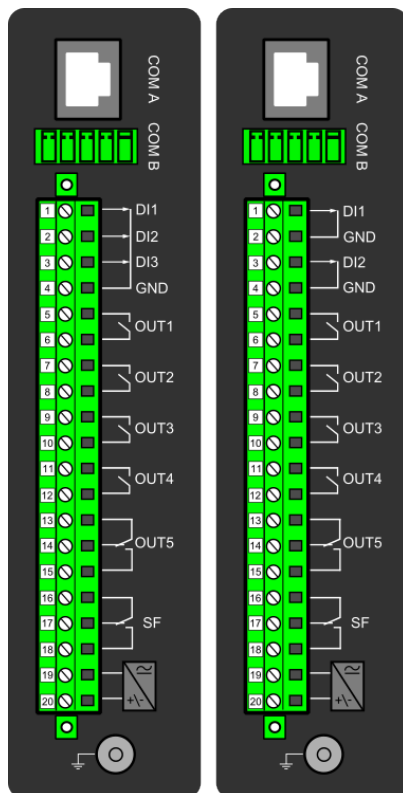 COM A
COM B
1 DI1
2 DI2
3 DI3
4 GND
5
OUT1
6
7
OUT2
8
9
OUT3
10
11
OUT4
12
13
14 OUT5
15
16
17 SF
18
19 ≂
20 +/-
COM A
COM B
1 DI1
2 GND
3 DI2
4 GND
5
OUT1
6
7
OUT2
8
9
OUT3
10
11
OUT4
12
13
14 OUT5
15
16
17 SF
18
19 ≂
20 +/-